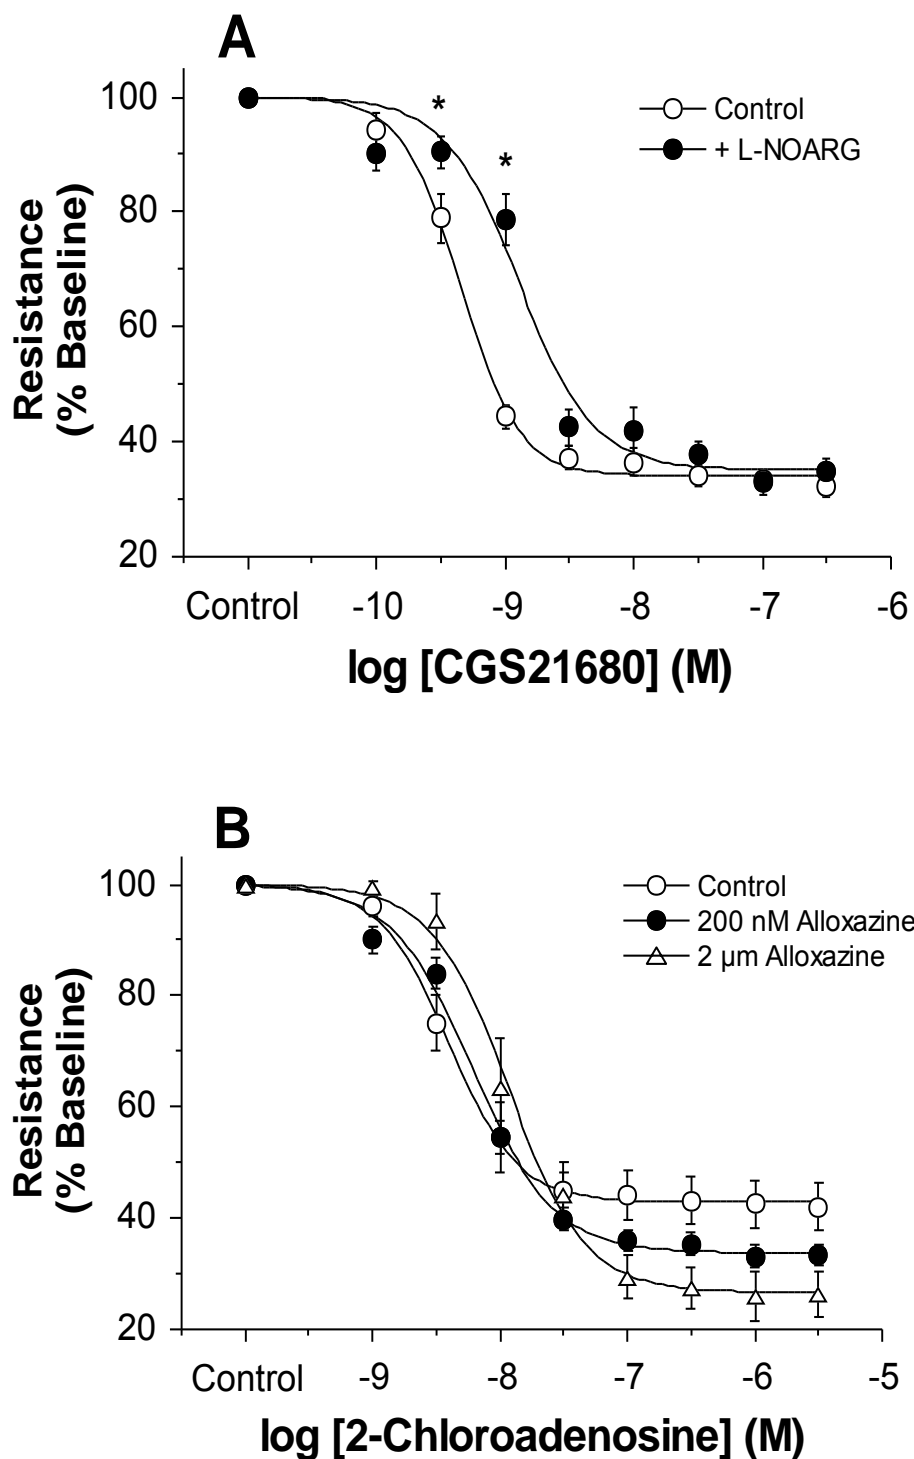 A
Resistance
(% Baseline)
100
80
60
40
20
* *
Control
+ L-NOARG
Control -10 -9 -8 -7 -6
log [CGS21680] (M)
B
Resistance
(% Baseline)
100
80
60
40
20
Control
200 nM Alloxazine
2 µm Alloxazine
Control -9 -8 -7 -6 -5
log [2-Chloroadenosine] (M)